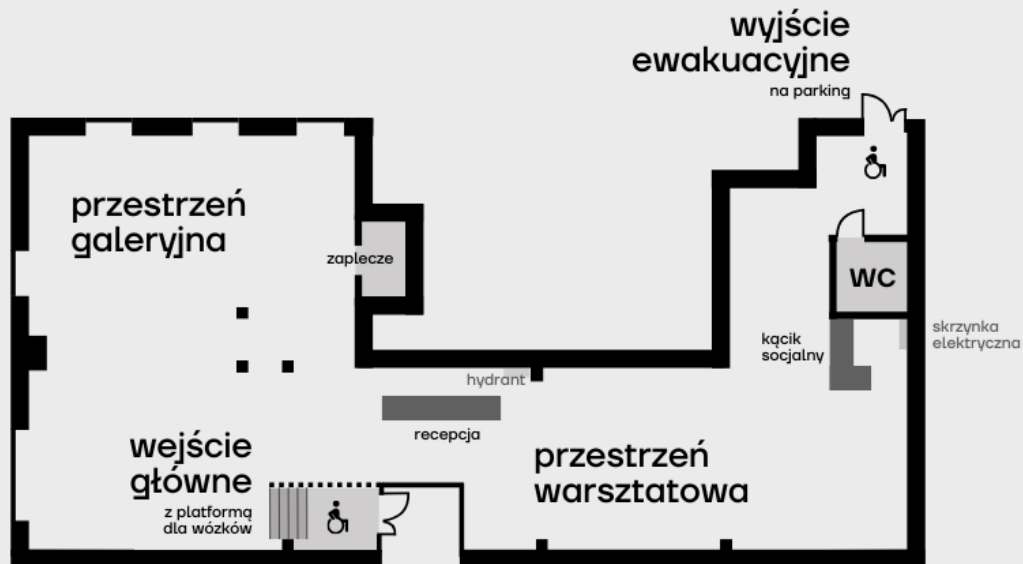 wyjście
ewakuacyjne
na parking
przestrzeń
galeryjna
zaplecze
WC
skrzynka
elektryczna
kącik
socjalny
hydrant
recepcja
wejście
główne
z platformą
dla wózków
przestrzeń
warsztatowa